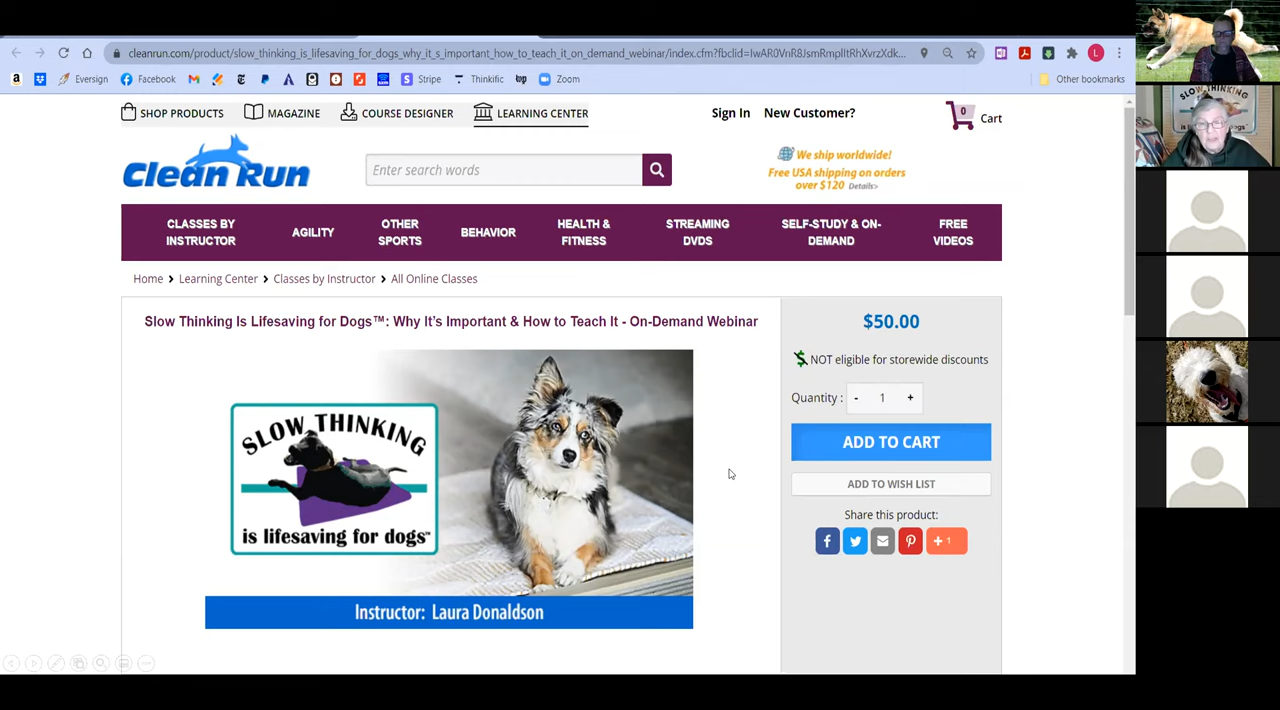 cleanrun.com/product/slow_thinking_is_lifesaving_for_dogs_why_it_s_important_how_to_teach_it_on_demand_webinar/index.cfm?fbclid=IwAR0VnR8JsmRmpIItRhXvrzXdk...
L
Eversign
Facebook
Stripe
Thinkific
Zoom
Other bookmarks
SHOP PRODUCTS
MAGAZINE
COURSE DESIGNER
LEARNING CENTER
Sign In
New Customer?
0
Cart
Clean Run
Enter search words
We ship worldwide!
Free USA shipping on orders
over $120 Details>
CLASSES BY
INSTRUCTOR
AGILITY
OTHER
SPORTS
BEHAVIOR
HEALTH &
FITNESS
STREAMING
DVDS
SELF-STUDY & ON-
DEMAND
FREE
VIDEOS
Home > Learning Center > Classes by Instructor > All Online Classes
Slow Thinking Is Lifesaving for Dogs™: Why It's Important & How to Teach It - On-Demand Webinar
SLOW THINKING
is lifesaving for dogs™
Instructor: Laura Donaldson
$50.00
$ NOT eligible for storewide discounts
Quantity : - 1 +
ADD TO CART
ADD TO WISH LIST
Share this product:
+ 1
SLOW THINKING
is l dogs